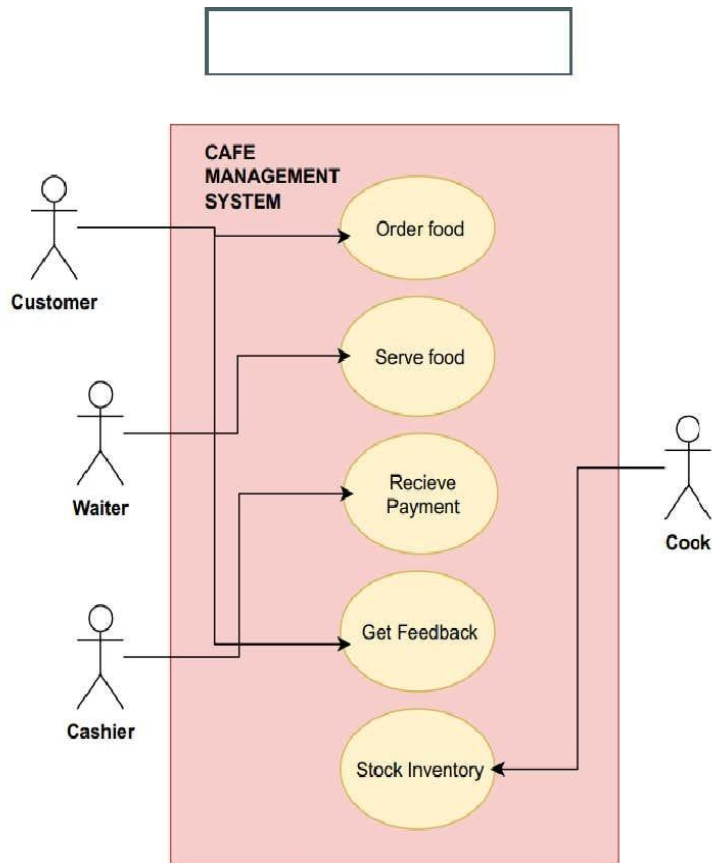 CAFE
MANAGEMENT
SYSTEM
Order food
Customer
Serve food
Waiter
Recieve
Payment
Cook
Get Feedback
Cashier
Stock Inventory